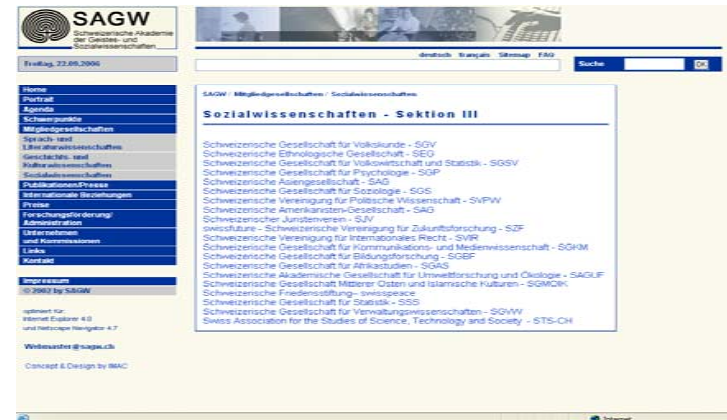 SAGW
Schweizerische Akademie
der Geistes- und
Sozialwissenschaften
deutsch français Sitemap FAQ
Freitag, 22.09.2006
Suche
OK
Home
Portrait
Agenda
Schwerpunkte
Mitgliedgesellschaften
Sprach- und
Literaturwissenschaften
Geschichts- und
Kulturwissenschaften
Sozialwissenschaften
Publikationen/Presse
Internationale Beziehungen
Preise
Forschungsförderung/
Administration
Unternehmen
und Kommissionen
Links
Kontakt
Impressum
© 2002 by SAGW
optimiert für:
Internet Explorer 4.0
und Netscape Navigator 4.7
Webmaster@sagw.ch
Concept & Design by IMAC
SAGW / Mitgliedgesellschaften / Sozialwissenschaften
Sozialwissenschaften - Sektion III
Schweizerische Gesellschaft für Volkskunde - SGV
Schweizerische Ethnologische Gesellschaft - SEG
Schweizerische Gesellschaft für Volkswirtschaft und Statistik - SGSV
Schweizerische Gesellschaft für Psychologie - SGP
Schweizerische Asiengesellschaft - SAG
Schweizerische Gesellschaft für Soziologie - SGS
Schweizerische Vereinigung für Politische Wissenschaft - SVPW
Schweizerische Amerikanisten-Gesellschaft - SAG
Schweizerischer Juristenverein - SJV
swissfuture - Schweizerische Vereinigung für Zukunftsforschung - SZF
Schweizerische Vereinigung für Internationales Recht - SVIR
Schweizerische Gesellschaft für Kommunikations- und Medienwissenschaft - SGKM
Schweizerische Gesellschaft für Bildungsforschung - SGBF
Schweizerische Gesellschaft für Afrikastudien - SGAS
Schweizerische Akademische Gesellschaft für Umweltforschung und Ökologie - SAGUF
Schweizerische Gesellschaft Mittlerer Osten und Islamische Kulturen - SGMOIK
Schweizerische Friedensstiftung– swisspeace
Schweizerische Gesellschaft für Statistik - SSS
Schweizerische Gesellschaft für Verwaltungswissenschaften - SGVW
Swiss Association for the Studies of Science, Technology and Society - STS-CH
Internet